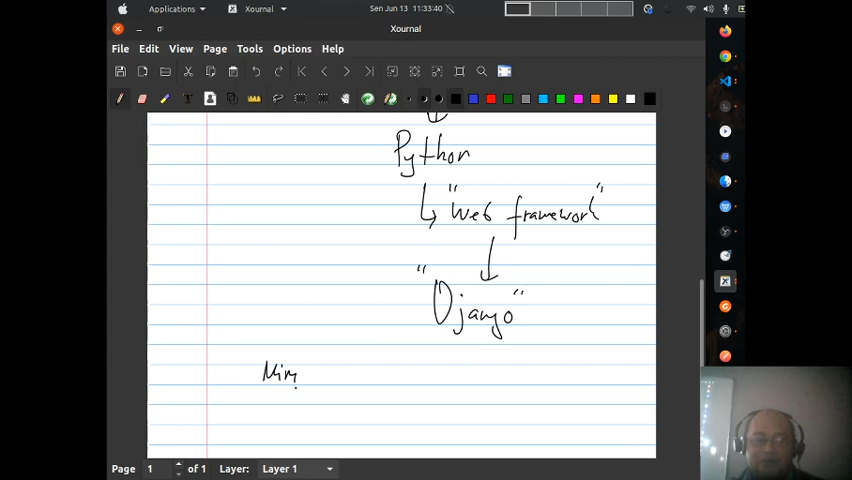 Applications
Xournal
Sen Jun 13 11:33:40
Xournal
File Edit View Page Tools Options Help
Python
"Web framework"
"Django"
Page 1 of 1 Layer: Layer 1